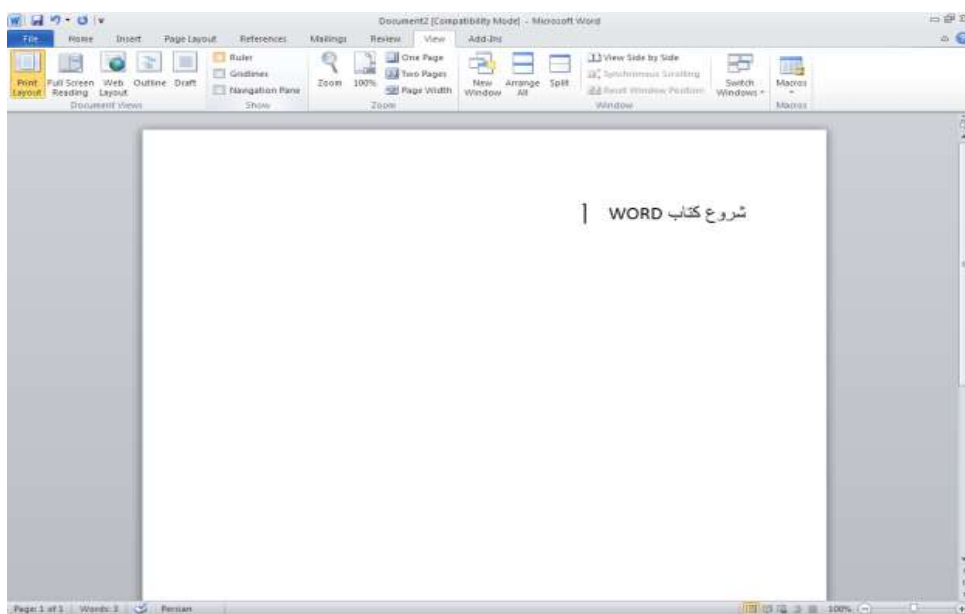 Document2 [Compatibility Mode] - Microsoft Word
File Home Insert Page Layout References Mailings Review View Add-Ins
Print Layout
Full Screen Reading
Web Layout
Outline
Draft
Document Views
Ruler
Gridlines
Navigation Pane
Show
Zoom
100%
One Page
Two Pages
Page Width
Zoom
New Window
Arrange All
Split
View Side by Side
Synchronous Scrolling
Reset Window Position
Switch Windows
Window
Macros
Macros
شروع کتاب WORD
Page: 1 of 1 Words: 3 Persian 100%